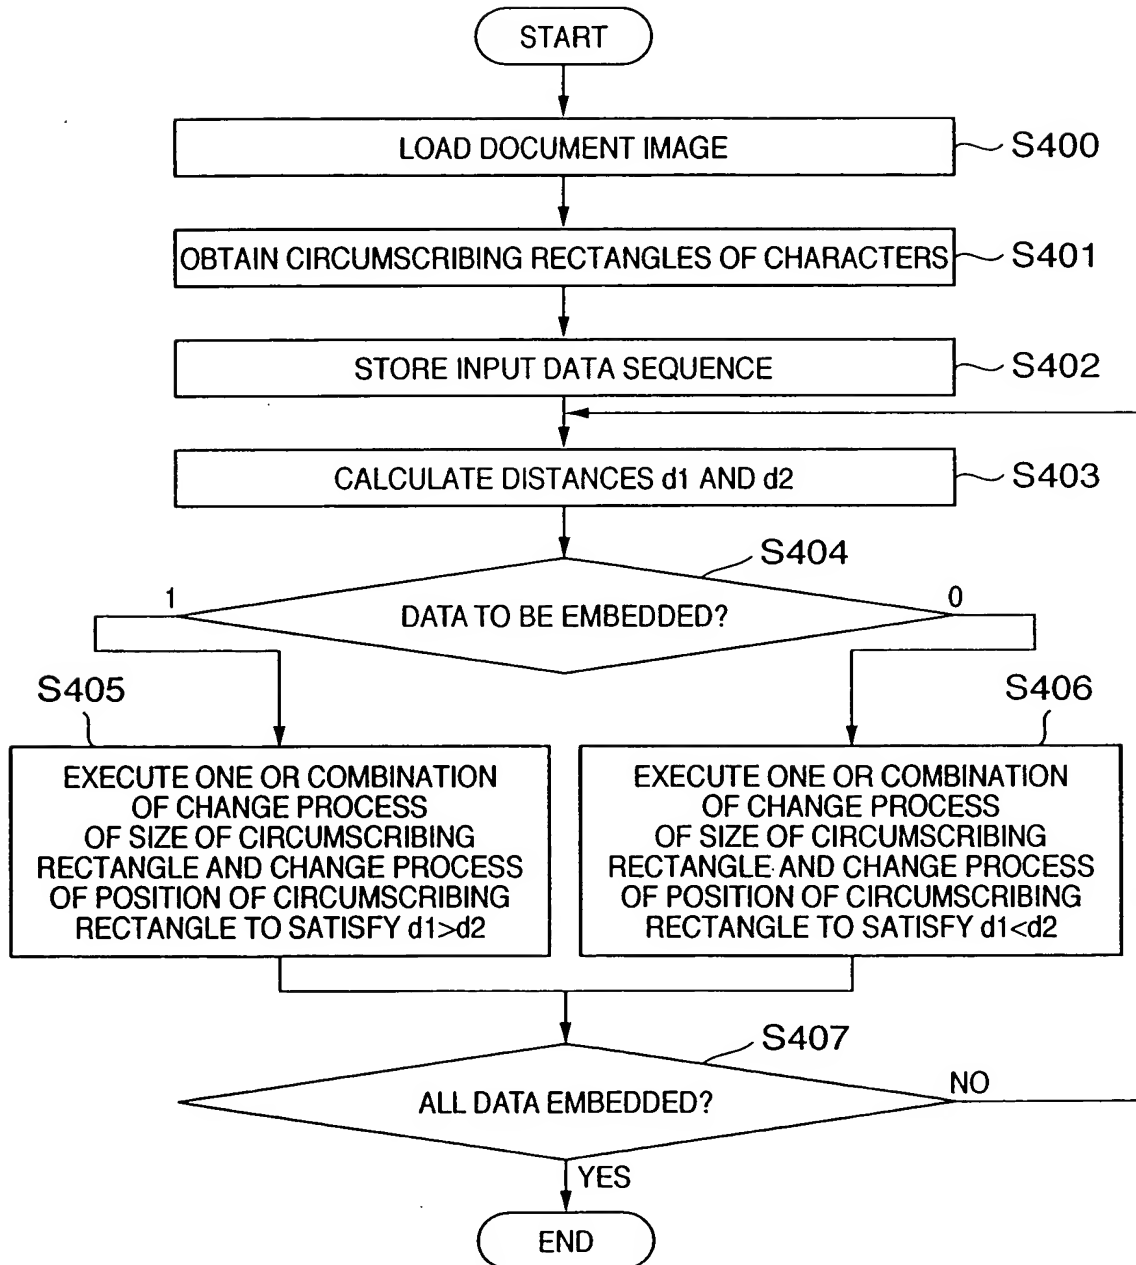 START
LOAD DOCUMENT IMAGE
S400
OBTAIN CIRCUMSCRIBING RECTANGLES OF CHARACTERS
S401
STORE INPUT DATA SEQUENCE
S402
CALCULATE DISTANCES d1 AND d2
S403
S404
1
DATA TO BE EMBEDDED?
0
S405
EXECUTE ONE OR COMBINATION
OF CHANGE PROCESS
OF SIZE OF CIRCUMSCRIBING
RECTANGLE AND CHANGE PROCESS
OF POSITION OF CIRCUMSCRIBING
RECTANGLE TO SATISFY d1>d2
S406
EXECUTE ONE OR COMBINATION
OF CHANGE PROCESS
OF SIZE OF CIRCUMSCRIBING
RECTANGLE AND CHANGE PROCESS
OF POSITION OF CIRCUMSCRIBING
RECTANGLE TO SATISFY d1<d2
S407
ALL DATA EMBEDDED?
NO
YES
END